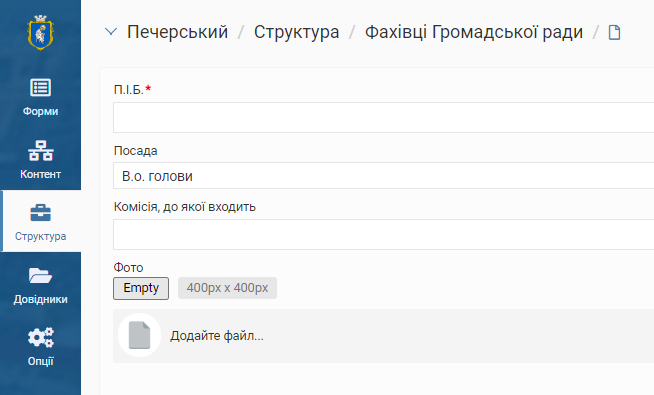 Печерський / Структура / Фахівці Громадської ради /
Форми
Контент
Структура
Довідники
Опції
П.І.Б.*
Посада
В.о. голови
Комісія, до якої входить
Фото
Empty 400px x 400px
Додайте файл...